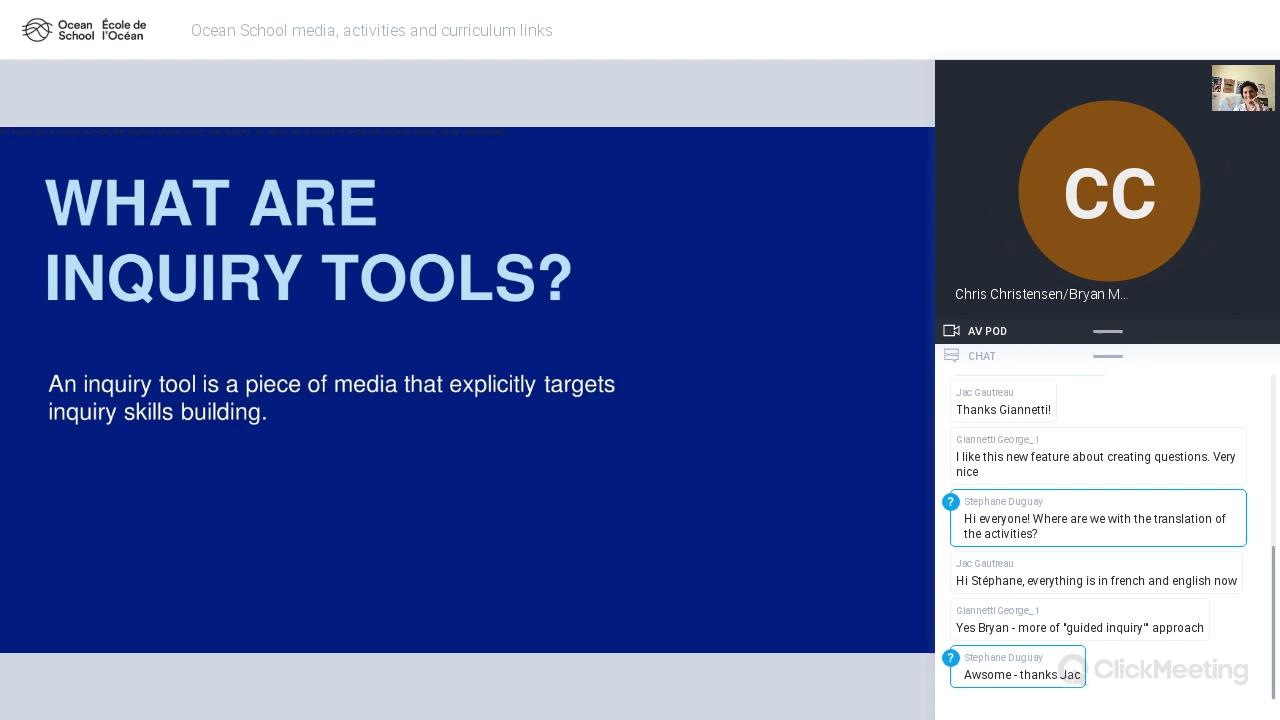 Ocean École de
School l'Océan
Ocean School media, activities and curriculum links
WHAT ARE
INQUIRY TOOLS?
An inquiry tool is a piece of media that explicitly targets
inquiry skills building.
CC
Chris Christensen/Bryan M...
AV POD
CHAT
Jac Gautreau
Thanks Giannetti!
Giannetti George_1
I like this new feature about creating questions. Very
nice
?
Stephane Duguay
Hi everyone! Where are we with the translation of
the activities?
Jac Gautreau
Hi Stéphane, everything is in french and english now
Giannetti George_1
Yes Bryan - more of "guided inquiry'" approach
?
Stephane Duguay
Awsome - thanks Jac
ClickMeeting